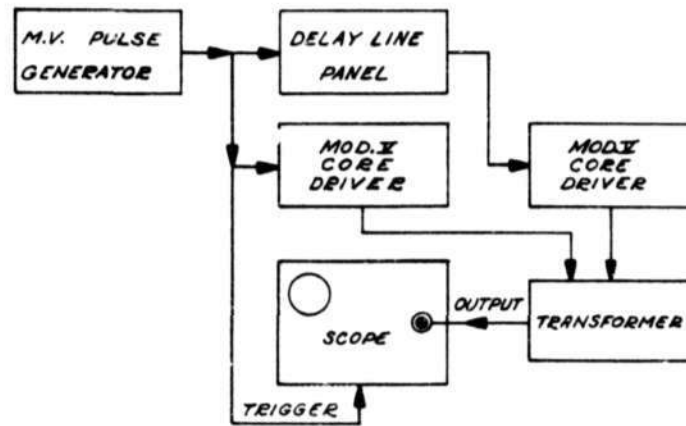 M.V. PULSE
GENERATOR
DELAY LINE
PANEL
MOD. V
CORE
DRIVER
MOD. V
CORE
DRIVER
SCOPE
OUTPUT
TRANSFORMER
TRIGGER